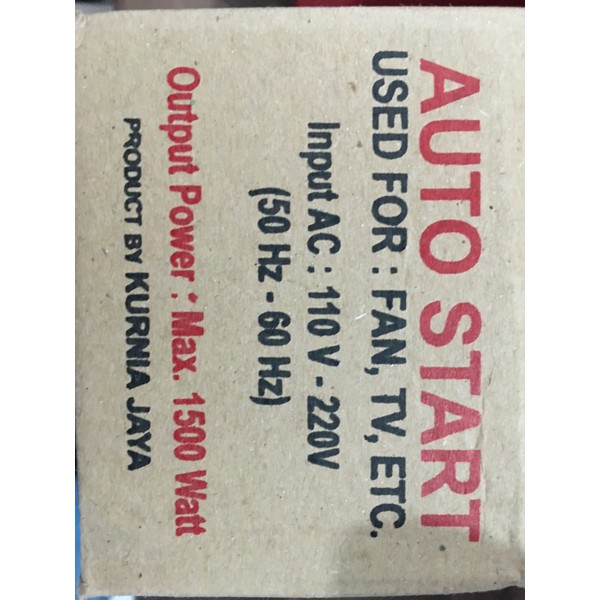 AUTO START
USED FOR : FAN, TV, ETC.
Input AC : 110 V - 220V
(50 Hz - 60 Hz)
Output Power : Max. 1500 Watt
PRODUCT BY KURNIA JAYA